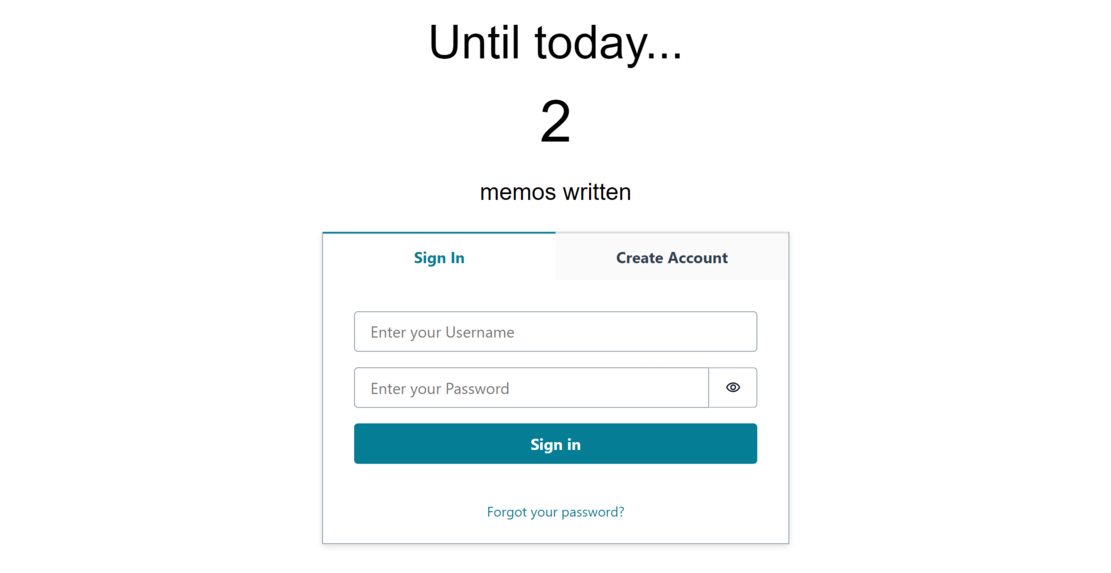 Until today...
2
memos written
Sign In
Create Account
Enter your Username
Enter your Password
Sign in
Forgot your password?